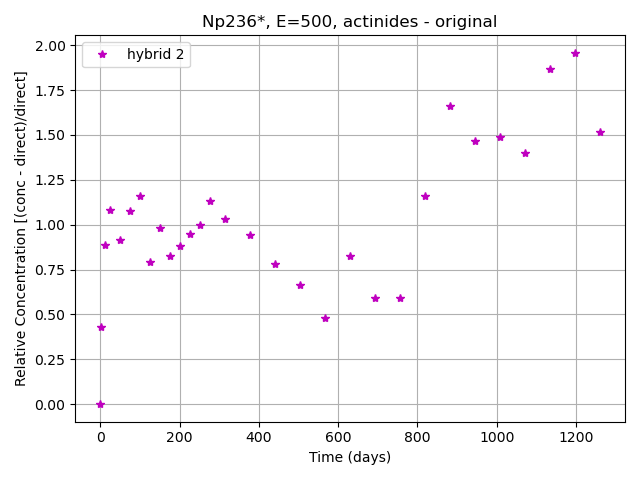 Np236*, E=500, actinides - original
hybrid 2
Relative Concentration [(conc - direct)/direct]
2.00
1.75
1.50
1.25
1.00
0.75
0.50
0.25
0.00
0 200 400 600 800 1000 1200
Time (days)